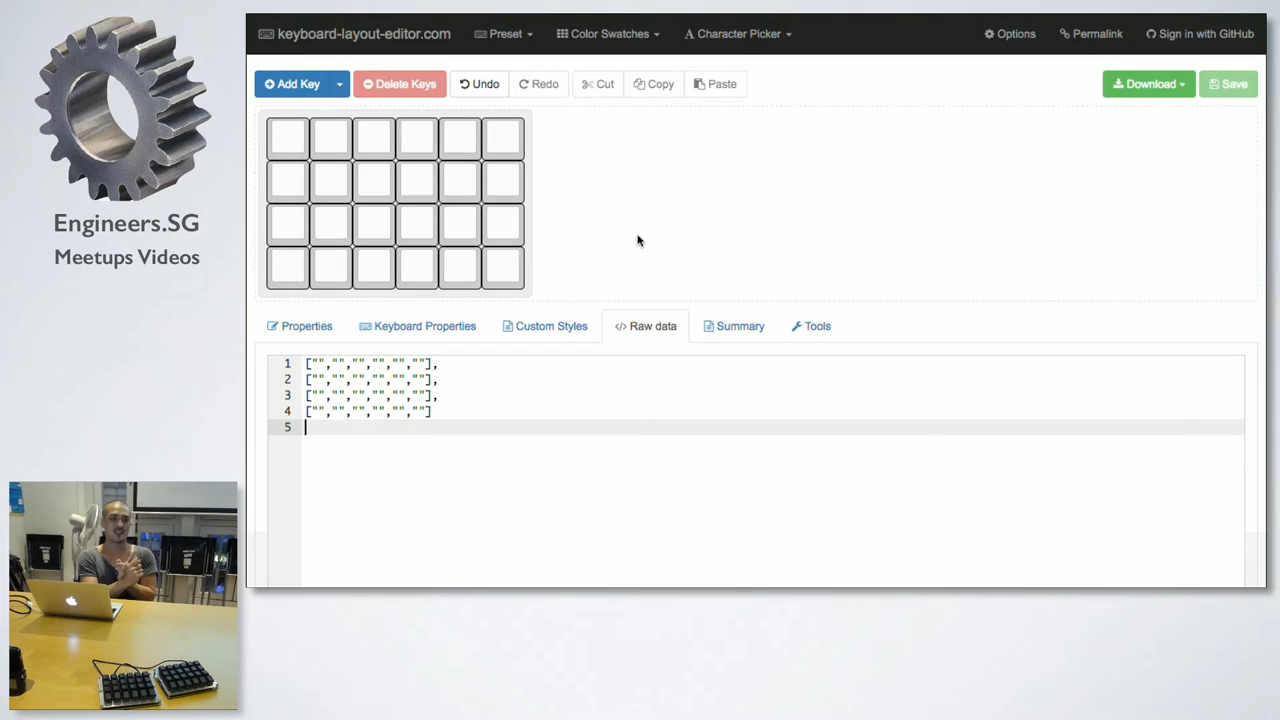 Engineers.SG
Meetups Videos
keyboard-layout-editor.com Preset Color Swatches Character Picker Options Permalink Sign in with GitHub
Add Key Delete Keys Undo Redo Cut Copy Paste Download Save
Properties Keyboard Properties Custom Styles </> Raw data Summary Tools
1 ["","","","","",""],
2 ["","","","","",""],
3 ["","","","","",""],
4 ["","","","","",""]
5